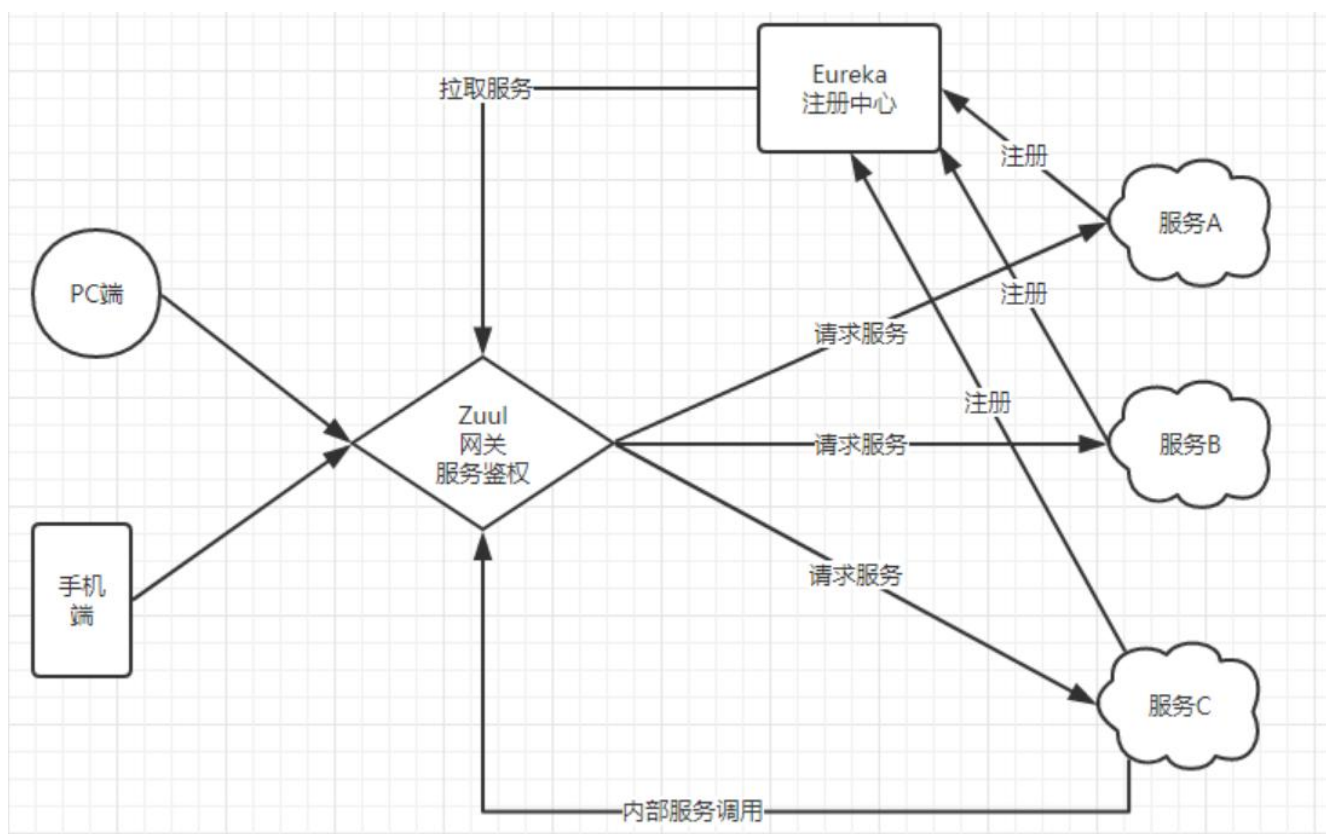 Eureka
注册中心
拉取服务
注册
服务A
PC端
注册
请求服务
注册
Zuul
网关
服务鉴权
请求服务
服务B
手机
端
请求服务
服务C
内部服务调用